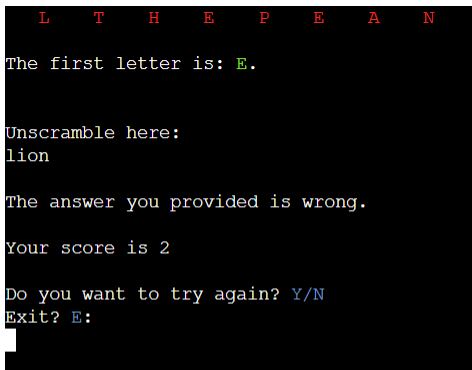 L T H E P E A N
The first letter is: E.
Unscramble here:
lion
The answer you provided is wrong.
Your score is 2
Do you want to try again? Y/N
Exit? E: